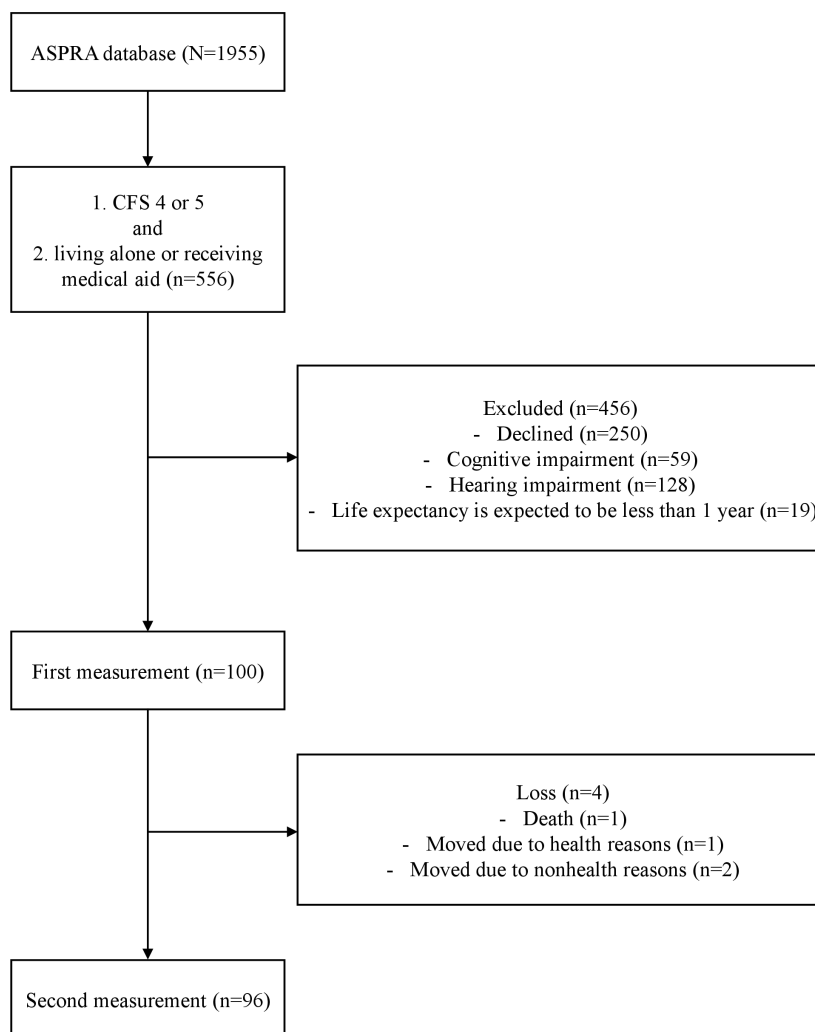 ASPRA database (N=1955)
1. CFS 4 or 5
and
2. living alone or receiving
medical aid (n=556)
Excluded (n=456)
- Declined (n=250)
- Cognitive impairment (n=59)
- Hearing impairment (n=128)
- Life expectancy is expected to be less than 1 year (n=19)
First measurement (n=100)
Loss (n=4)
- Death (n=1)
- Moved due to health reasons (n=1)
- Moved due to nonhealth reasons (n=2)
Second measurement (n=96)